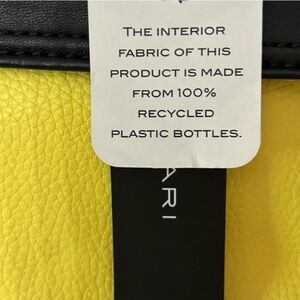 THE INTERIOR
FABRIC OF THIS
PRODUCT IS MADE
FROM 100%
RECYCLED
PLASTIC BOTTLES.
ARI